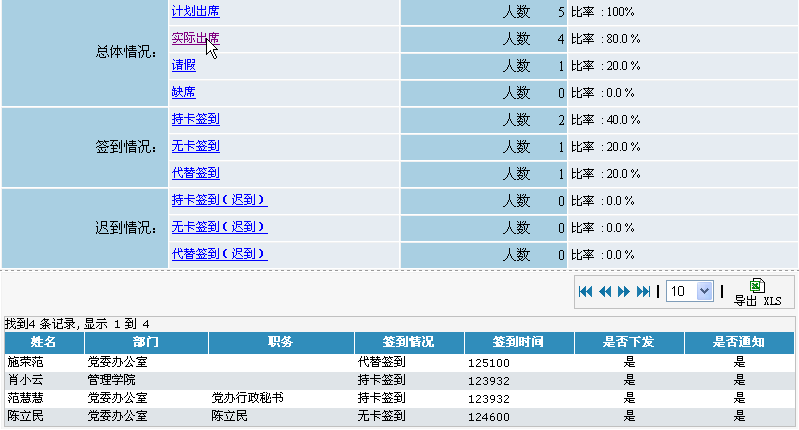 计划出席 人数 5 比率 :100%
总体情况: 实际出席 人数 4 比率 :80.0%
请假 人数 1 比率 :20.0%
缺席 人数 0 比率 :0.0%
持卡签到 人数 2 比率 :40.0%
签到情况: 无卡签到 人数 1 比率 :20.0%
代替签到 人数 1 比率 :20.0%
持卡签到(迟到) 人数 0 比率 :0.0%
迟到情况: 无卡签到(迟到) 人数 0 比率 :0.0%
代替签到(迟到) 人数 0 比率 :0.0%
10 导出 XLS
找到4 条记录, 显示 1 到 4
姓名 部门 职务 签到情况 签到时间 是否下发 是否通知
施荣范 党委办公室 代替签到 125100 是 是
肖小云 管理学院 持卡签到 123932 是 是
范慧慧 党委办公室 党办行政秘书 持卡签到 123932 是 是
陈立民 党委办公室 陈立民 无卡签到 124600 是 是